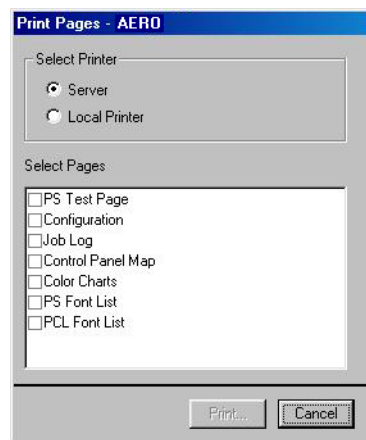 Print Pages - AERO
Select Printer
Server
Local Printer
Select Pages
PS Test Page
Configuration
Job Log
Control Panel Map
Color Charts
PS Font List
PCL Font List
Print...
Cancel